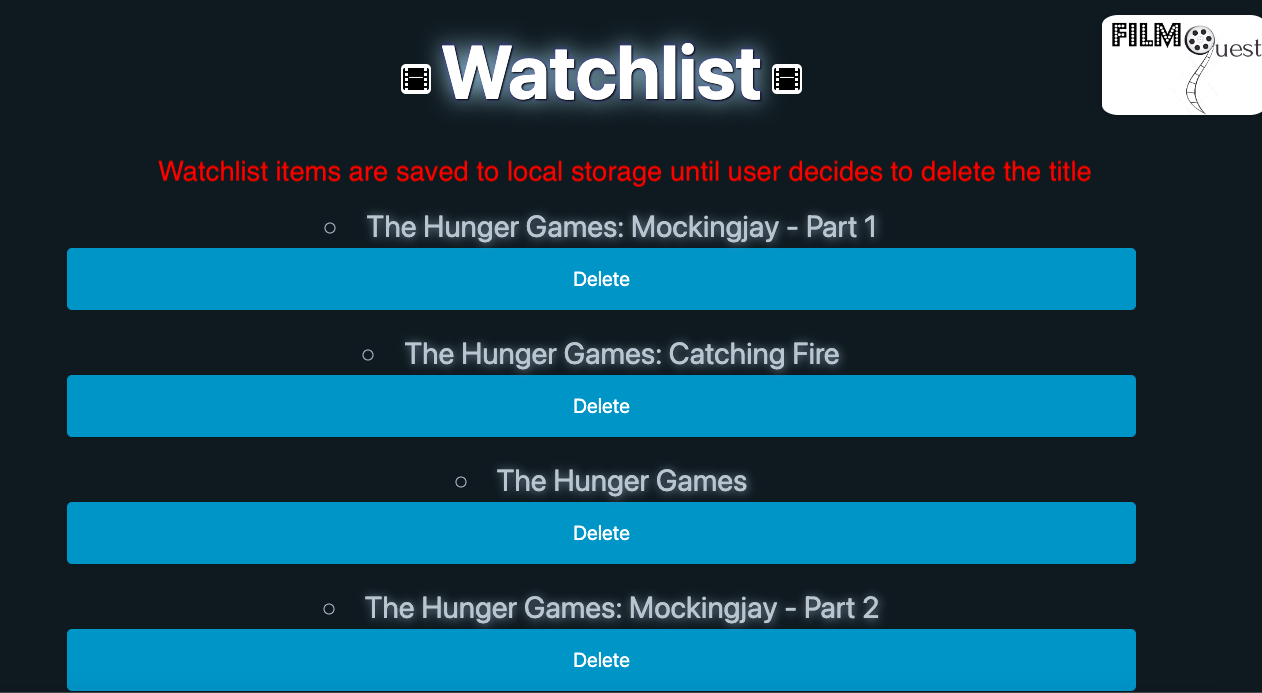 Watchlist
FILMQuest
Watchlist items are saved to local storage until user decides to delete the title
The Hunger Games: Mockingjay - Part 1
Delete
The Hunger Games: Catching Fire
Delete
The Hunger Games
Delete
The Hunger Games: Mockingjay - Part 2
Delete